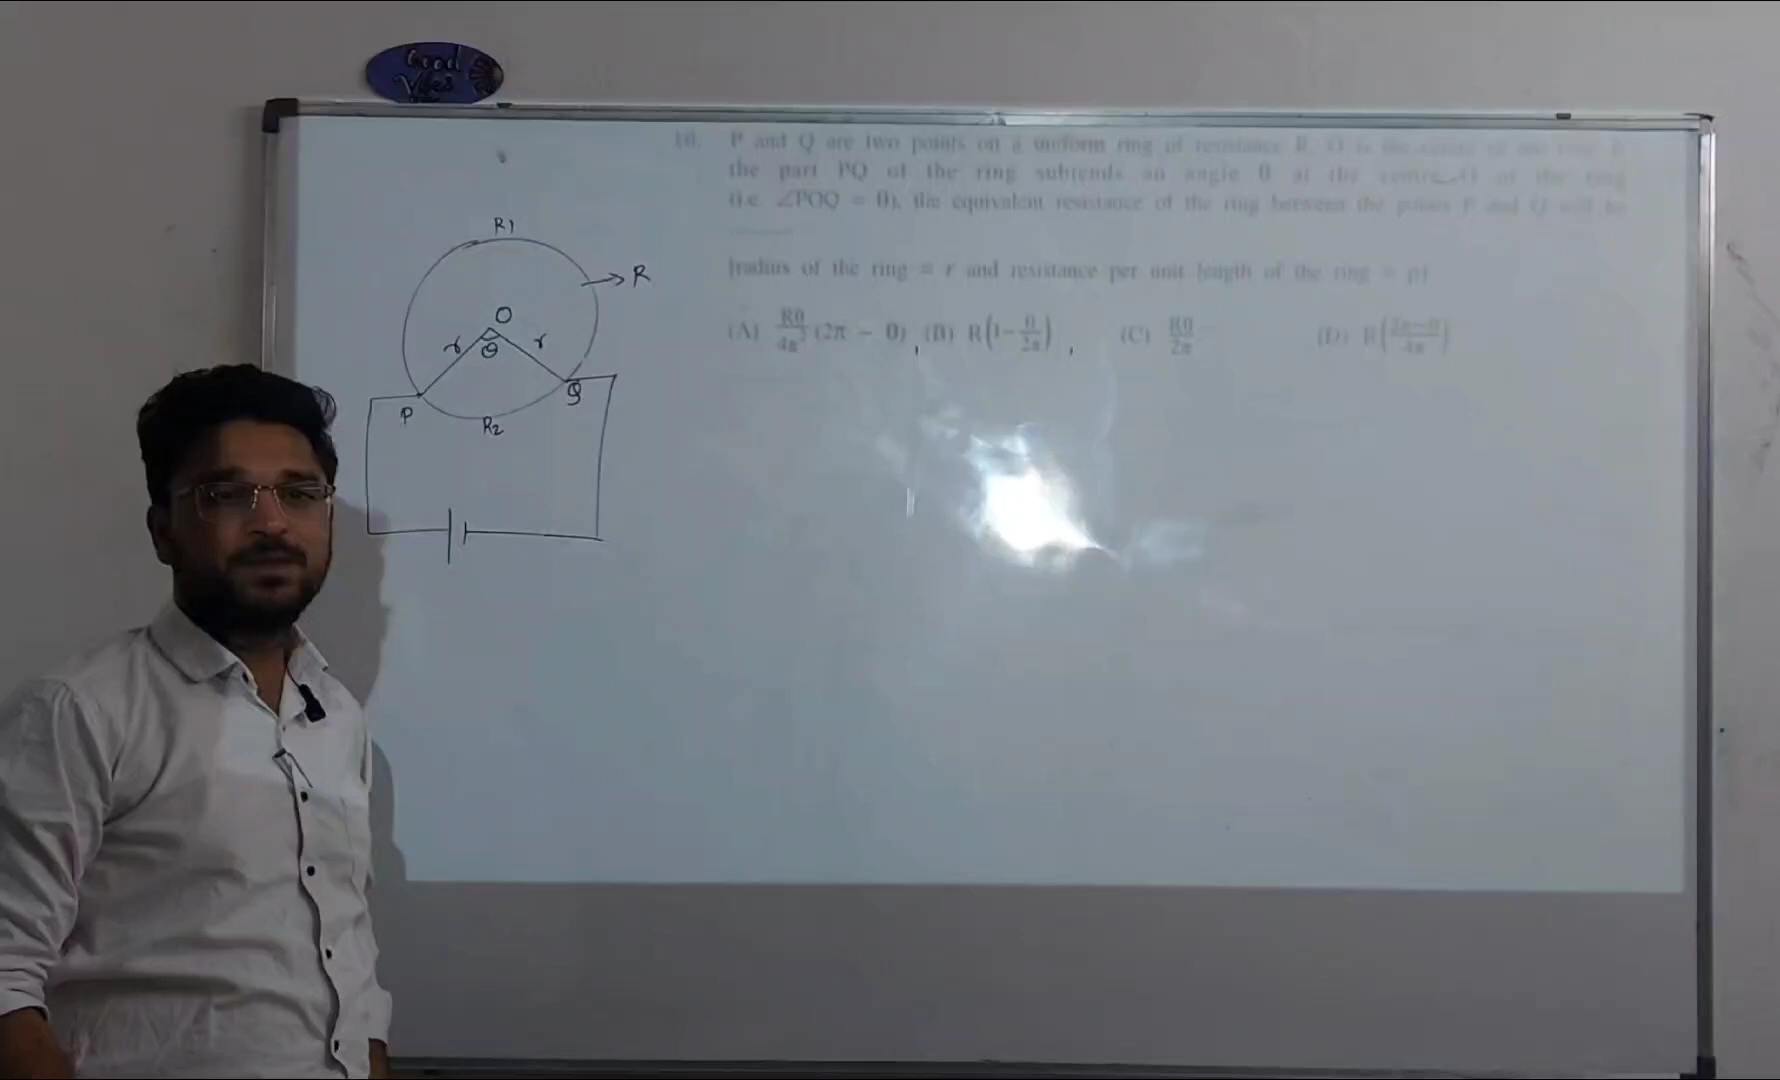 Good
Vibes
10. P and Q are two points on a uniform ring of resistance R. O is the centre of the ring. If
the part PQ of the ring subtends an angle θ at the centre O of the ring
(i.e. ∠POQ = θ), the equivalent resistance of the ring between the points P and Q will be
[radius of the ring = r and resistance per unit length of the ring = ρ]
(A) Rθ/4π² (2π − θ) , (B) R(1−θ/2π) , (C) Rθ/2π (D) R(2π−θ/4π)
R1
R
O
r θ r
P Q
R2